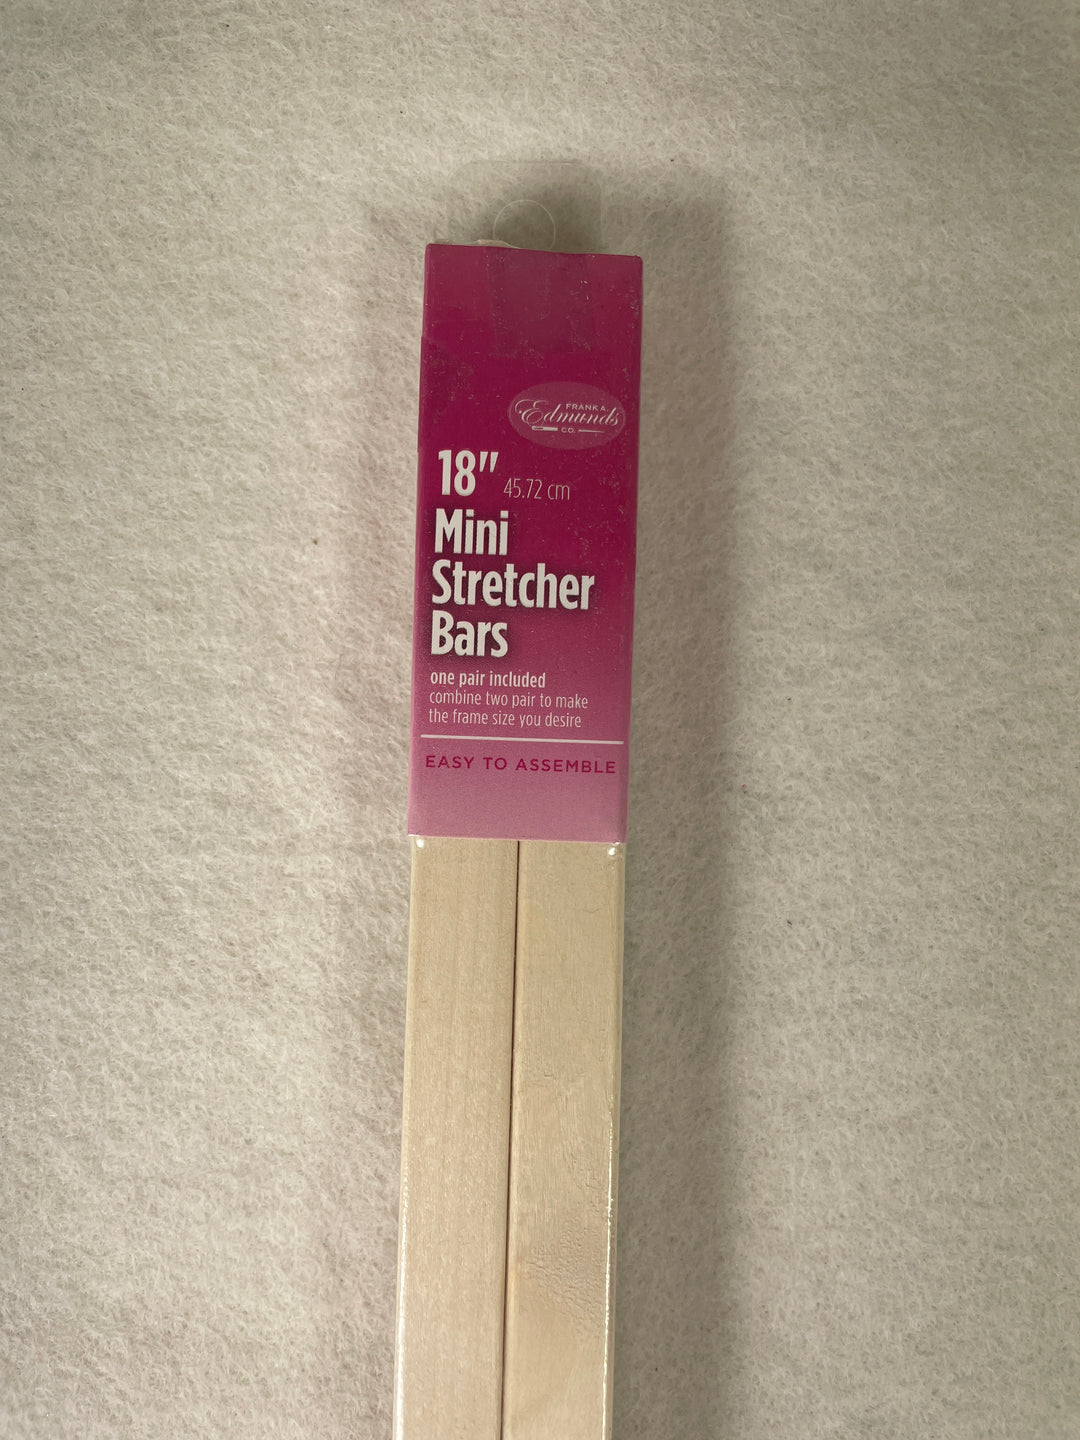 FRANK A.
Edmunds
CO.
18" 45.72 cm
Mini
Stretcher
Bars
one pair included
combine two pair to make
the frame size you desire
EASY TO ASSEMBLE